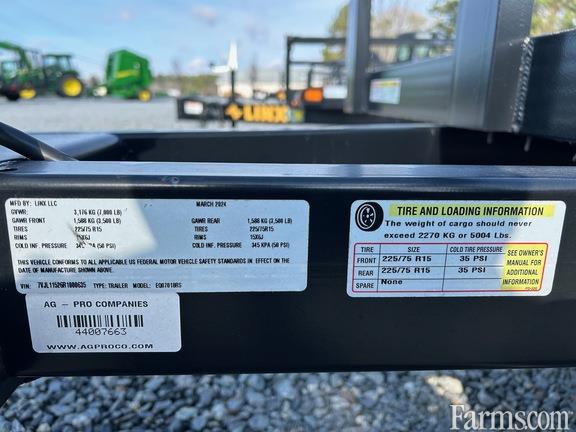 LINX
MFD BY: LINX LLC MARCH 2024
GVWR: 3,176 KG (7,000 LB)
GAWR FRONT 1,588 KG (3,500 LB) GAWR REAR 1,588 KG (3,500 LB)
TIRES 225/75 R15 TIRES 225/75R15
RIMS 15X6J RIMS 15X6J
COLD INF. PRESSURE 345 KPA (50 PSI) COLD INF. PRESSURE 345 KPA (50 PSI)
THIS VEHICLE CONFORMS TO ALL APPLICABLE US FEDERAL MOTOR VEHICLE SAFETY STANDARDS IN EFFECT ON THE
DATE OF MANUFACTURE SHOWN ABOVE.
VIN: TYPE: TRAILER MODEL:
AG - PRO COMPANIES
44007663
WWW.AGPROCO.COM
TIRE AND LOADING INFORMATION
The weight of cargo should never
exceed 2270 KG or 5004 Lbs.
TIRE SIZE COLD TIRE PRESSURE
FRONT 225/75 R15 35 PSI
REAR 225/75 R15 35 PSI
SPARE None
SEE OWNER'S
MANUAL FOR
ADDITIONAL
INFORMATION
Farms.com